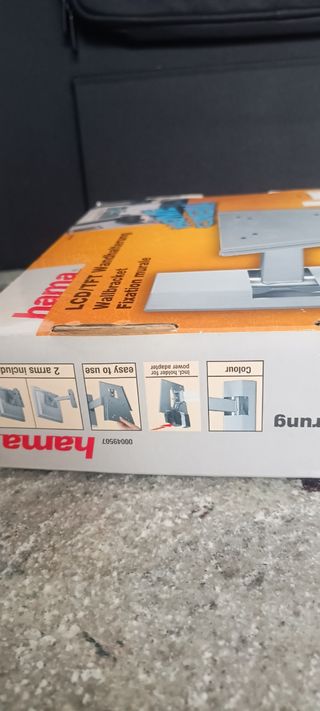 hama
LCD/TFT Wandhalterung
Wallbracket
Fixation murale
hama
00049507
2 arms includ
easy to use
Incl. holder for
power adapter
Colour
rung